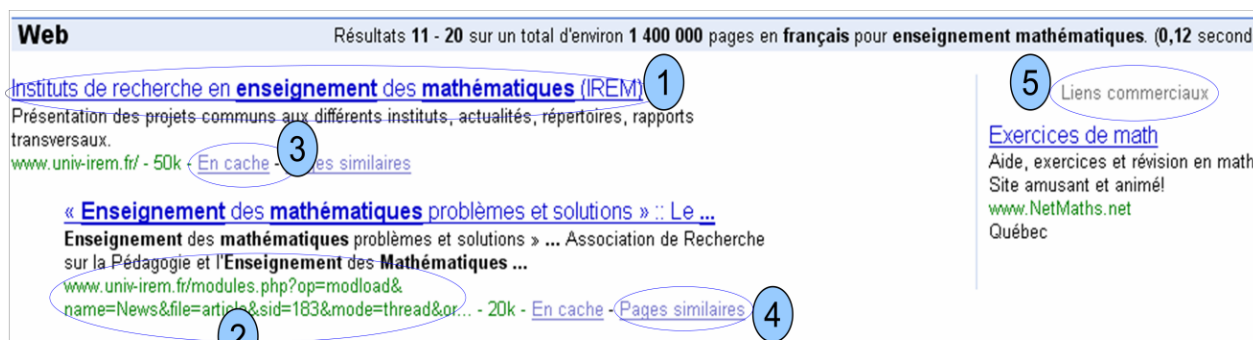 Web
Résultats 11 - 20 sur un total d'environ 1 400 000 pages en français pour enseignement mathématiques. (0,12 second
Instituts de recherche en enseignement des mathématiques (IREM)
1
Présentation des projets communs aux différents instituts, actualités, répertoires, rapports
transversaux.
www.univ-irem.fr/ - 50k - En cache - Pages similaires
3
« Enseignement des mathématiques problèmes et solutions » :: Le ...
Enseignement des mathématiques problèmes et solutions » ... Association de Recherche
sur la Pédagogie et l'Enseignement des Mathématiques ...
www.univ-irem.fr/modules.php?op=modload&
name=News&file=article&sid=183&mode=thread&or... - 20k - En cache - Pages similaires
2
4
5
Liens commerciaux
Exercices de math
Aide, exercices et révision en math
Site amusant et animé!
www.NetMaths.net
Québec